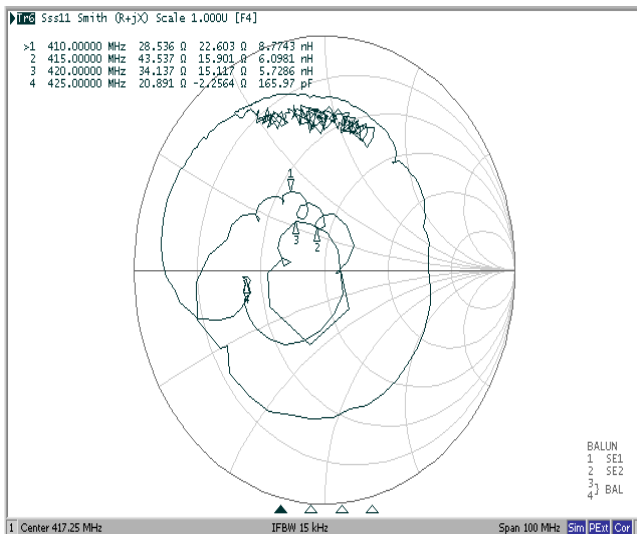 Tr6 Sss11 Smith (R+jX) Scale 1.000U [F4]
>1 410.00000 MHz 28.536 Ω 22.603 Ω 8.7743 nH
2 415.00000 MHz 43.537 Ω 15.901 Ω 6.0981 nH
3 420.00000 MHz 34.137 Ω 15.117 Ω 5.7286 nH
4 425.00000 MHz 20.891 Ω -2.2564 Ω 165.97 pF
1
3
2
4
BALUN
1 SE1
2 SE2
3
4} BAL
1 Center 417.25 MHz IFBW 15 kHz Span 100 MHz Sim PExt Cor